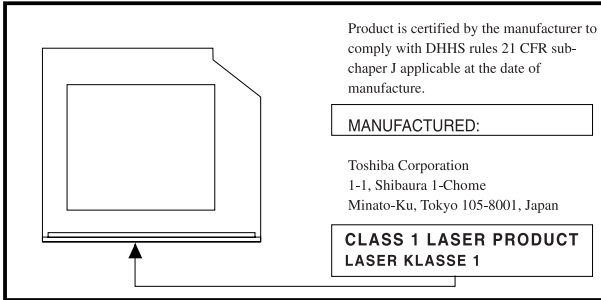 Product is certified by the manufacturer to
comply with DHHS rules 21 CFR sub-
chaper J applicable at the date of
manufacture.
MANUFACTURED:
Toshiba Corporation
1-1, Shibaura 1-Chome
Minato-Ku, Tokyo 105-8001, Japan
CLASS 1 LASER PRODUCT
LASER KLASSE 1